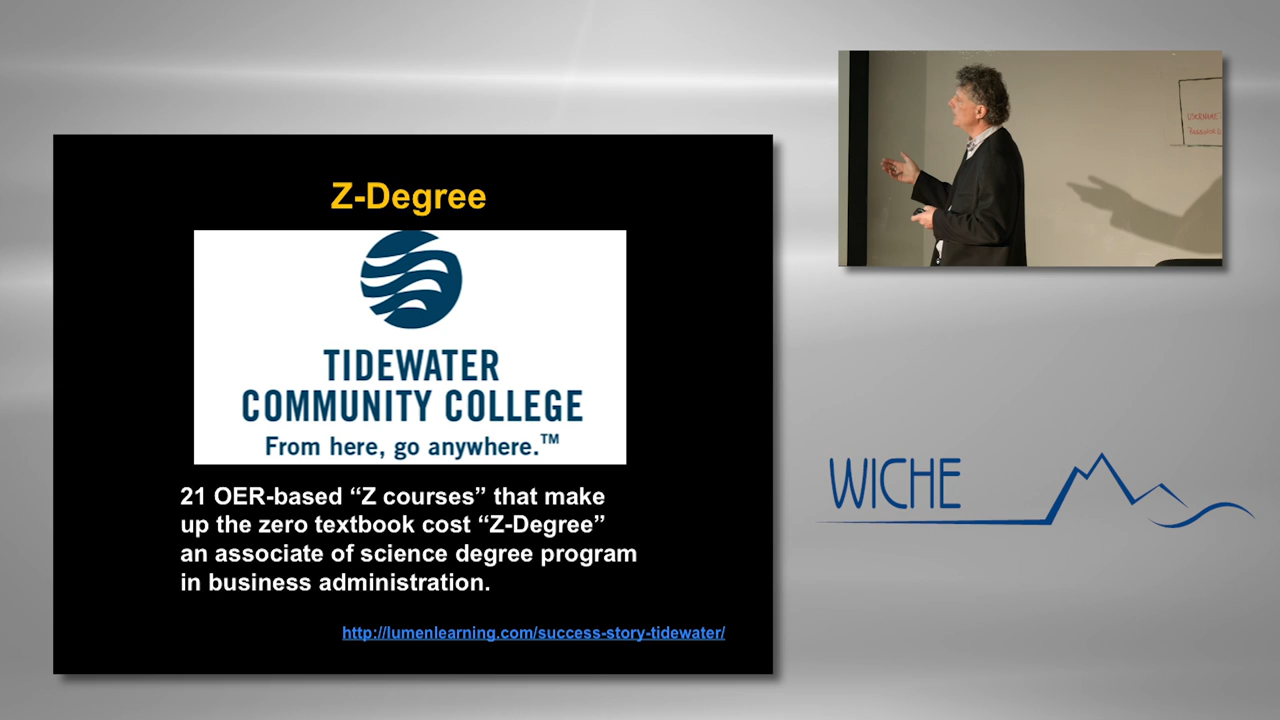 Z-Degree
TIDEWATER
COMMUNITY COLLEGE
From here, go anywhere.™
21 OER-based “Z courses” that make
up the zero textbook cost “Z-Degree”
an associate of science degree program
in business administration.
http://lumenlearning.com/success-story-tidewater/
USERNAME:
WICHE